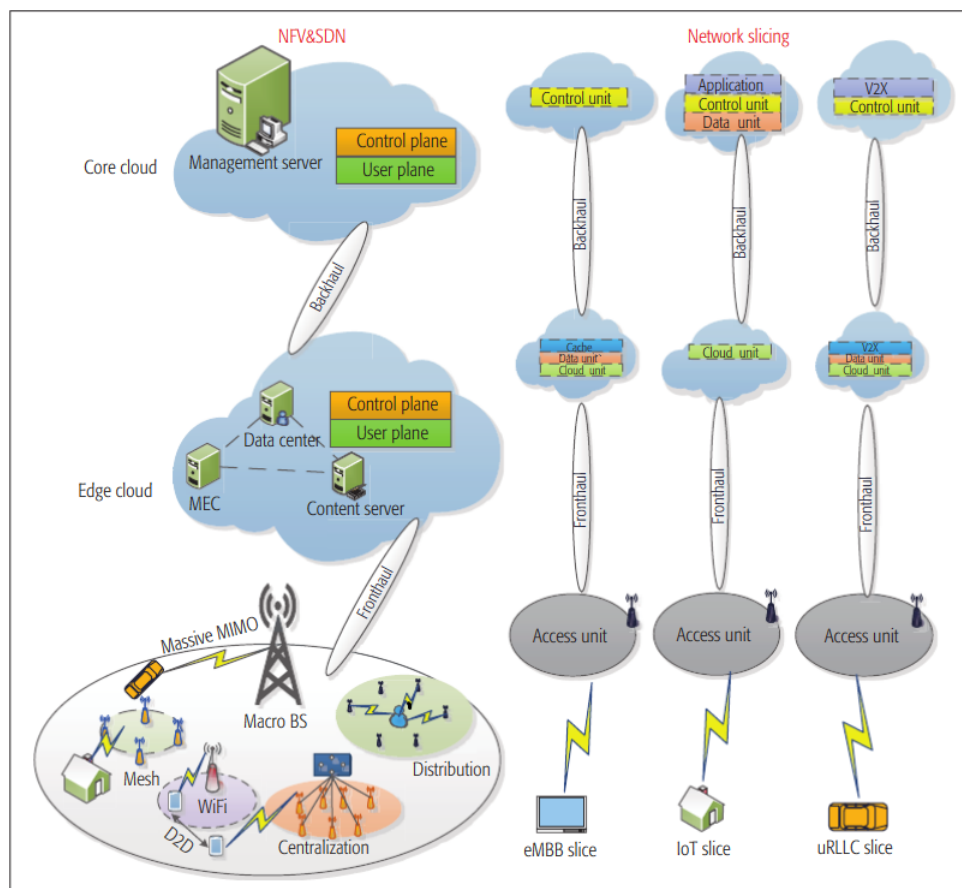 NFV&SDN
Management server
Control plane
User plane
Core cloud
Backhaul
Data center
Control plane
User plane
MEC
Content server
Edge cloud
Fronthaul
Massive MIMO
Macro BS
Mesh
WiFi
D2D
Distribution
Centralization
Network slicing
Control unit
Application
Control unit
Data unit
V2X
Control unit
Backhaul
Backhaul
Backhaul
Cache
Data unit
Cloud unit
Cloud unit
V2X
Data unit
Cloud unit
Fronthaul
Fronthaul
Fronthaul
Access unit
Access unit
Access unit
eMBB slice
IoT slice
uRLLC slice